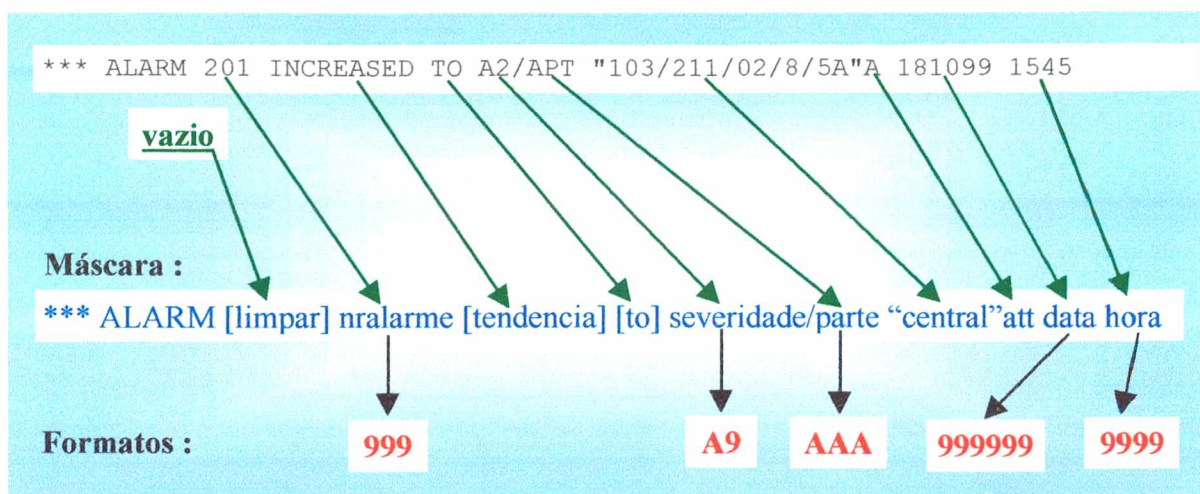 *** ALARM 201 INCREASED TO A2/APT "103/211/02/8/5A"A 181099 1545
vazio
Máscara :
*** ALARM [limpar] nralarme [tendencia] [to] severidade/parte “central”att data hora
Formatos : 999 A9 AAA 999999 9999